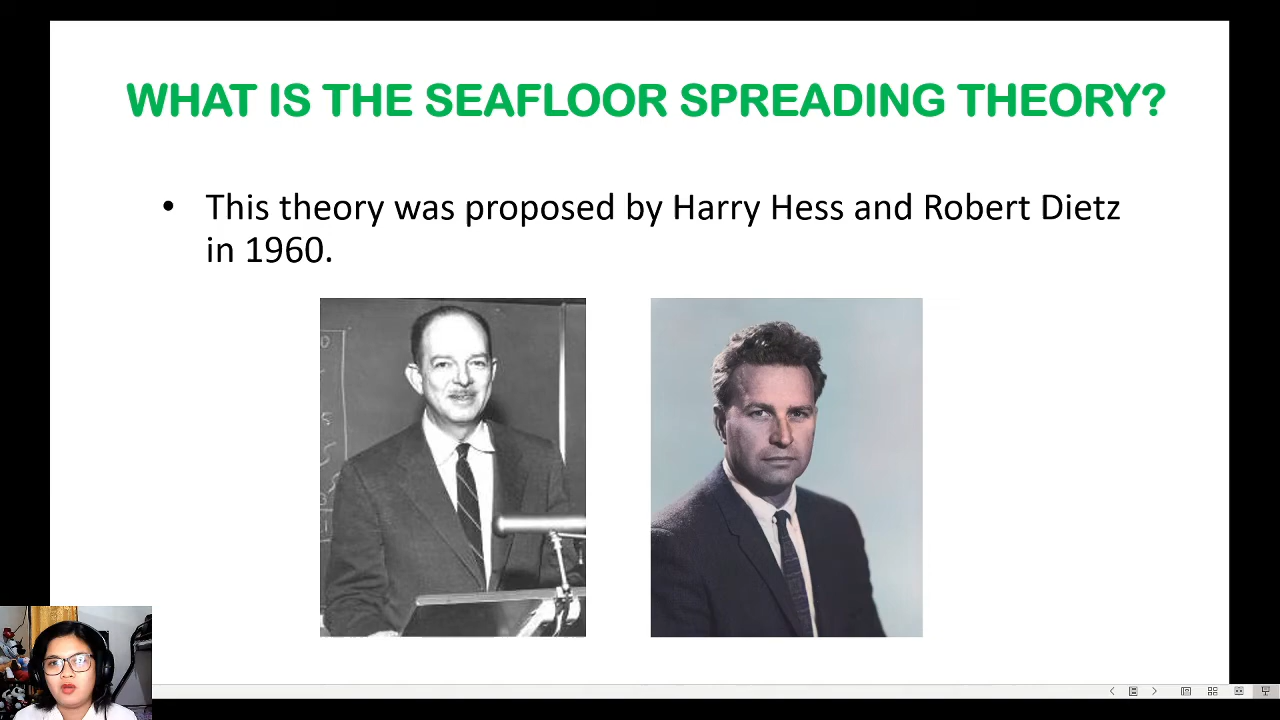 WHAT IS THE SEAFLOOR SPREADING THEORY?
• This theory was proposed by Harry Hess and Robert Dietz
in 1960.